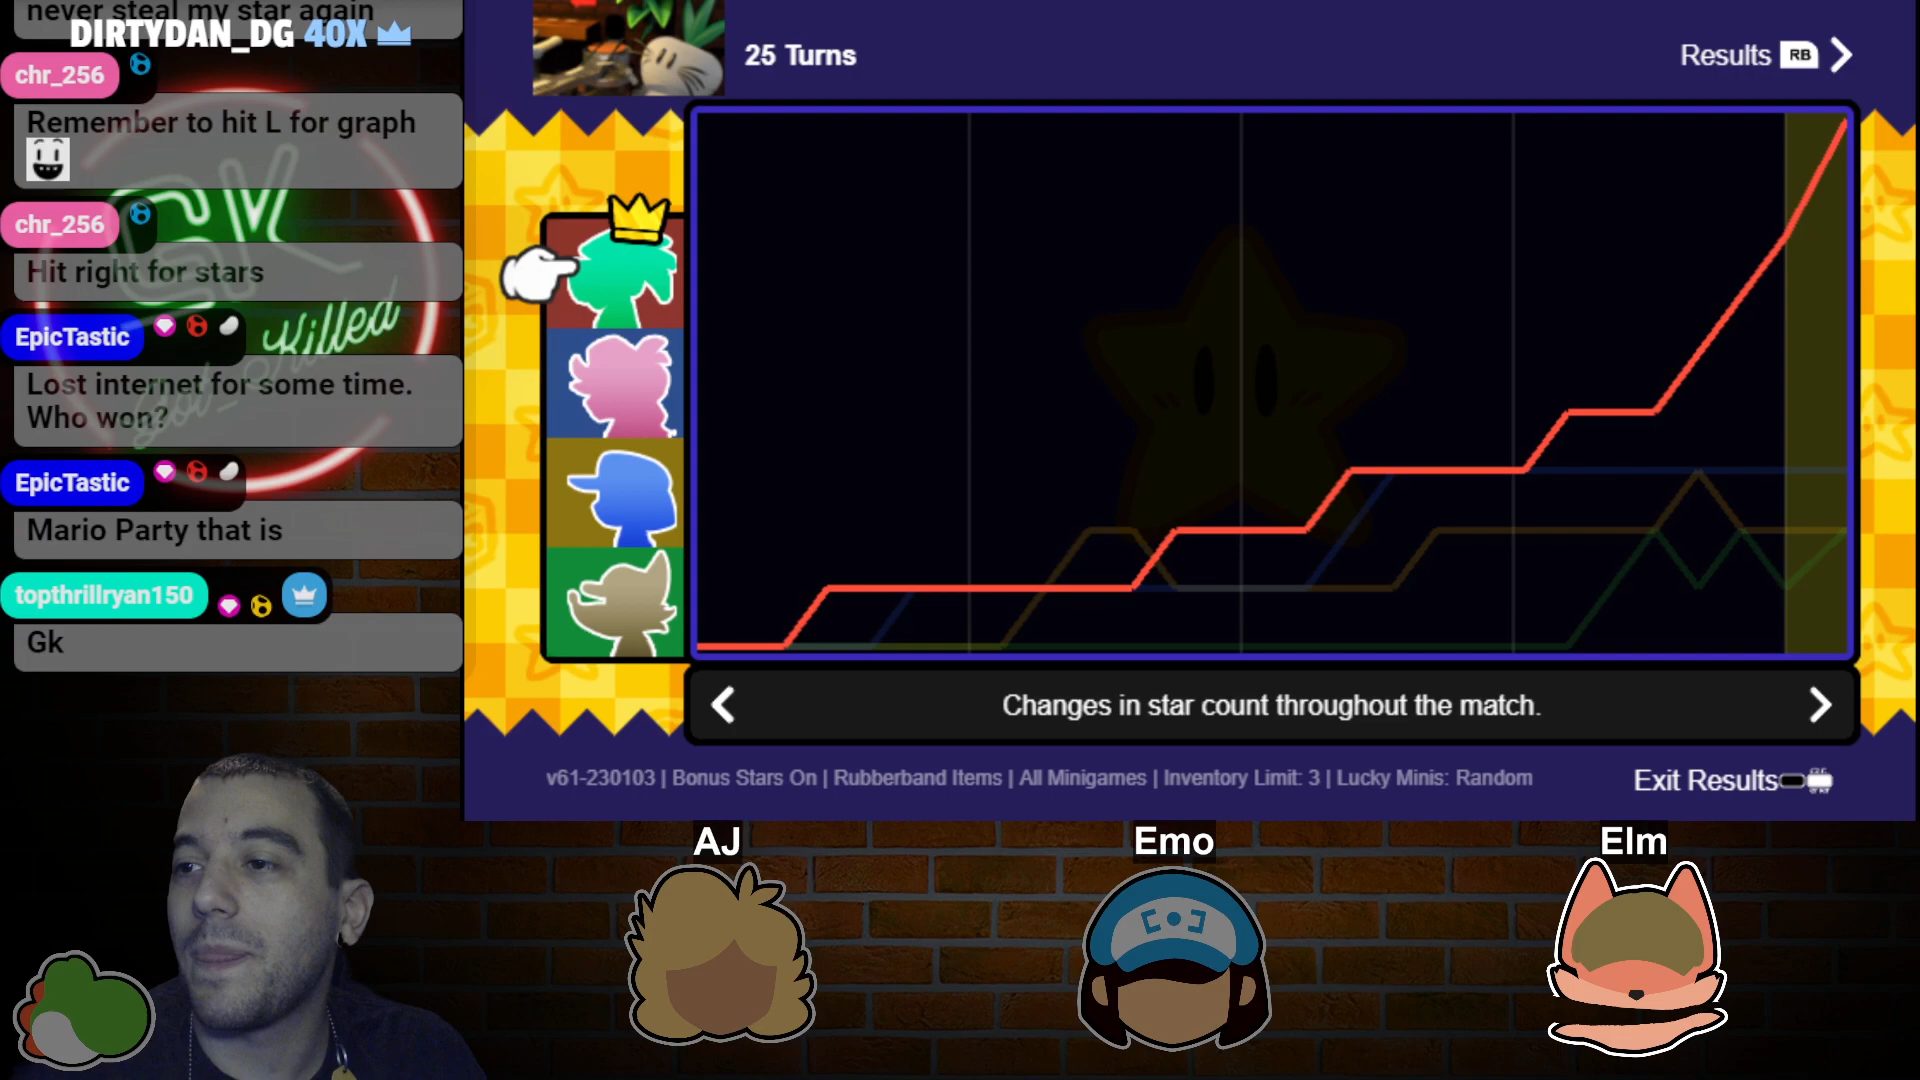 never steal my star again
DIRTYDAN_DG 40X
chr_256
Remember to hit L for graph
chr_256
Hit right for stars
EpicTastic
Lost internet for some time.
Who won?
EpicTastic
Mario Party that is
topthrillryan150
Gk
GK
Killed
25 Turns
Results RB
Changes in star count throughout the match.
v61-230103 | Bonus Stars On | Rubberband Items | All Minigames | Inventory Limit: 3 | Lucky Minis: Random
Exit Results
AJ
Emo
Elm